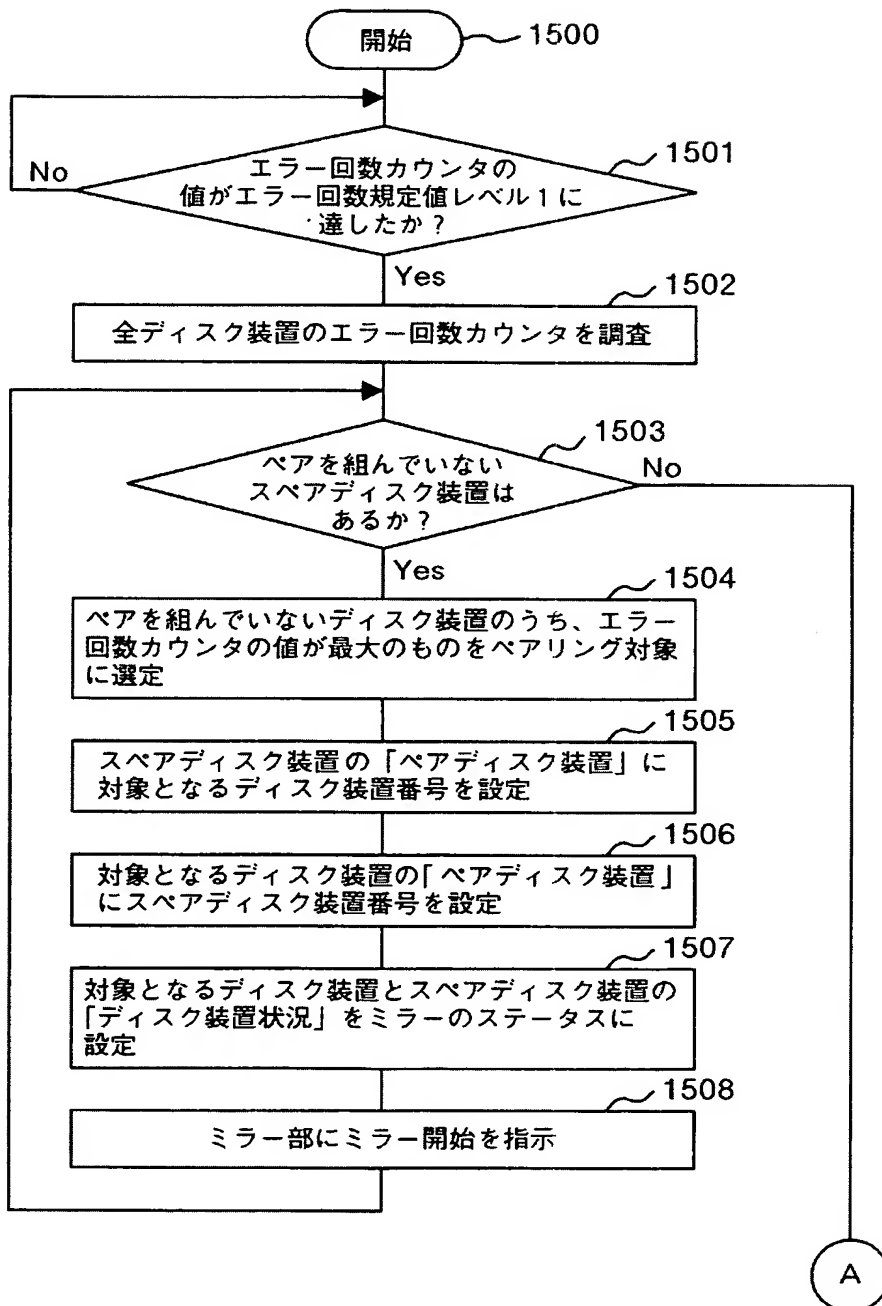 開始
1500
1501
エラー回数カウンタの
値がエラー回数規定値レベル1に
達したか?
No
Yes
1502
全ディスク装置のエラー回数カウンタを調査
1503
ペアを組んでいない
スペアディスク装置は
あるか?
No
Yes
1504
ペアを組んでいないディスク装置のうち、エラー
回数カウンタの値が最大のものをペアリング対象
に選定
1505
スペアディスク装置の「ペアディスク装置」に
対象となるディスク装置番号を設定
1506
対象となるディスク装置の「ペアディスク装置」
にスペアディスク装置番号を設定
1507
対象となるディスク装置とスペアディスク装置の
「ディスク装置状況」をミラーのステータスに
設定
1508
ミラー部にミラー開始を指示
A